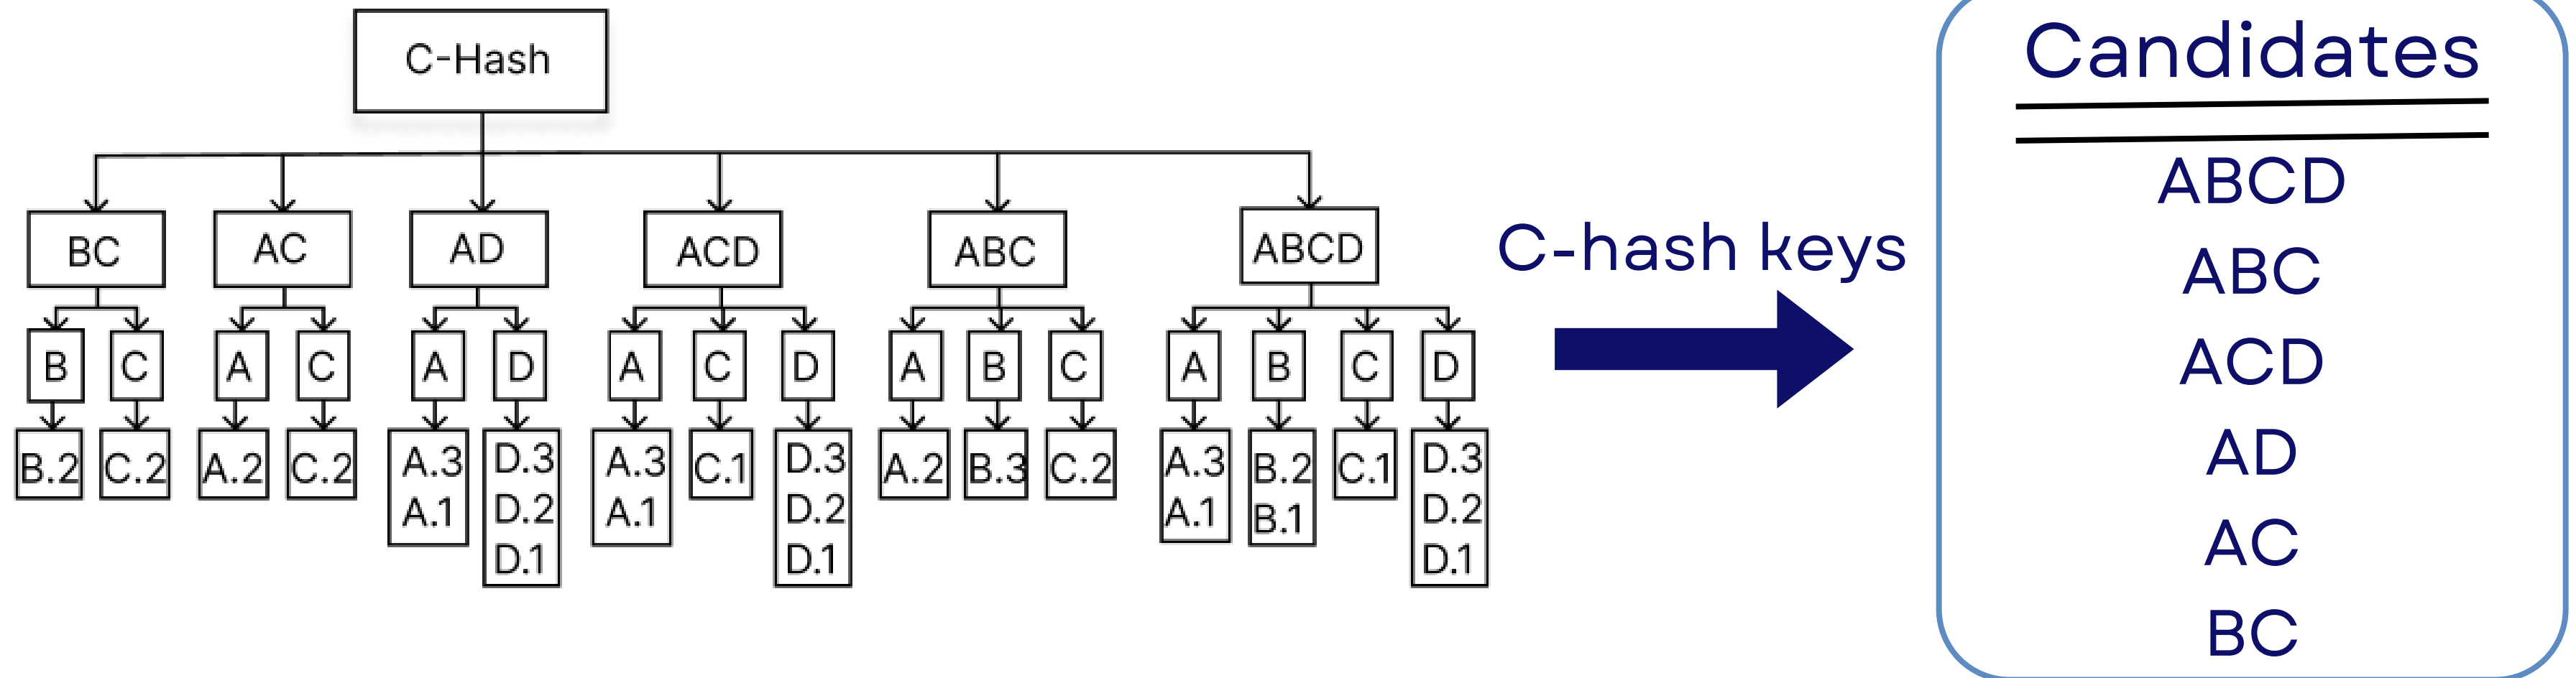 C-Hash
BC
AC
AD
ACD
ABC
ABCD
B
C
A
C
A
D
A
C
D
A
B
C
A
B
C
D
B.2
C.2
A.2
C.2
A.3
A.1
D.3
D.2
D.1
A.3
A.1
C.1
D.3
D.2
D.1
A.2
B.3
C.2
A.3
A.1
B.2
B.1
C.1
D.3
D.2
D.1
C-hash keys
Candidates
ABCD
ABC
ACD
AD
AC
BC